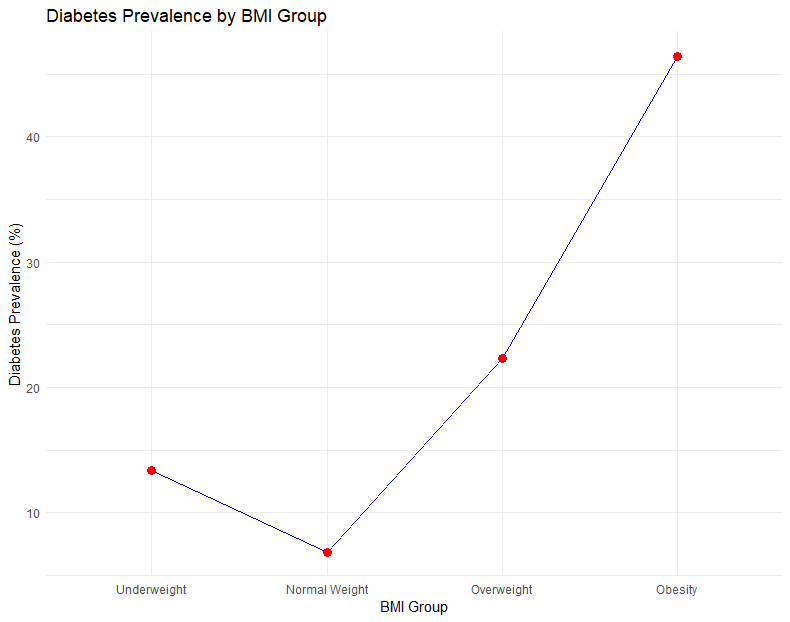 Diabetes Prevalence by BMI Group
Diabetes Prevalence (%)
40
30
20
10
Underweight Normal Weight Overweight Obesity
BMI Group